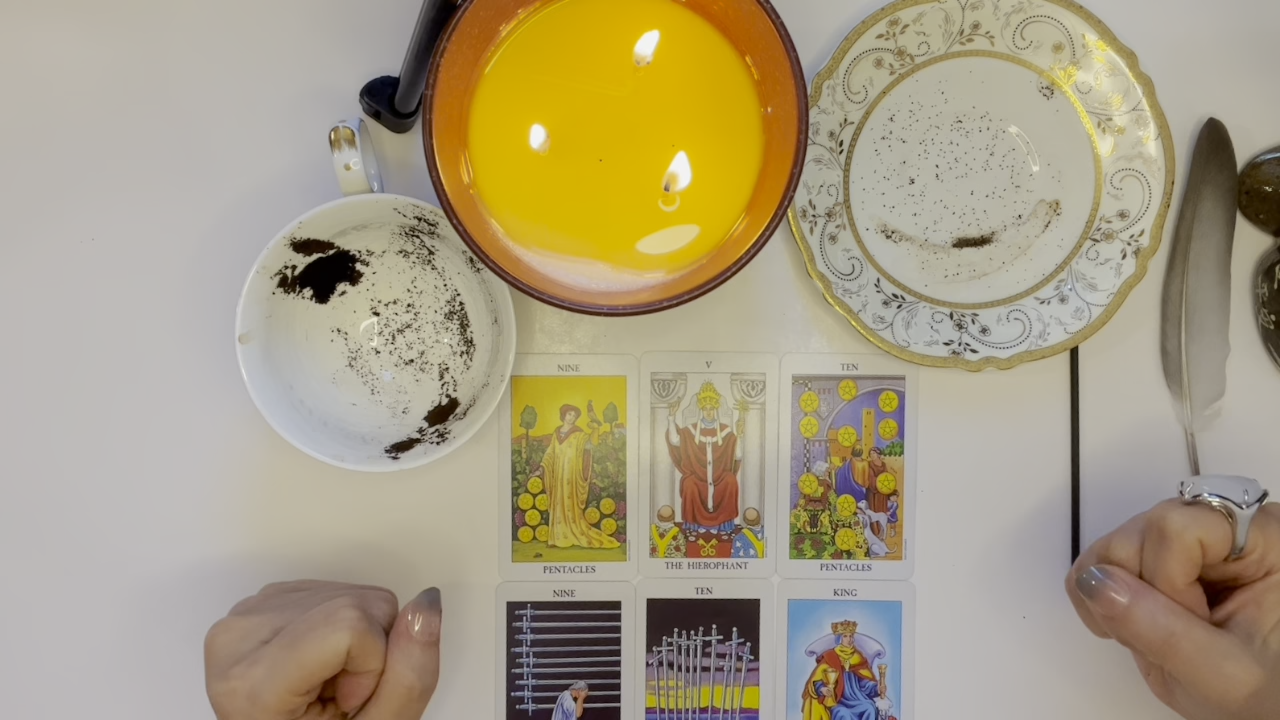 NINE
PENTACLES
V
THE HIEROPHANT
TEN
PENTACLES
NINE
TEN
KING